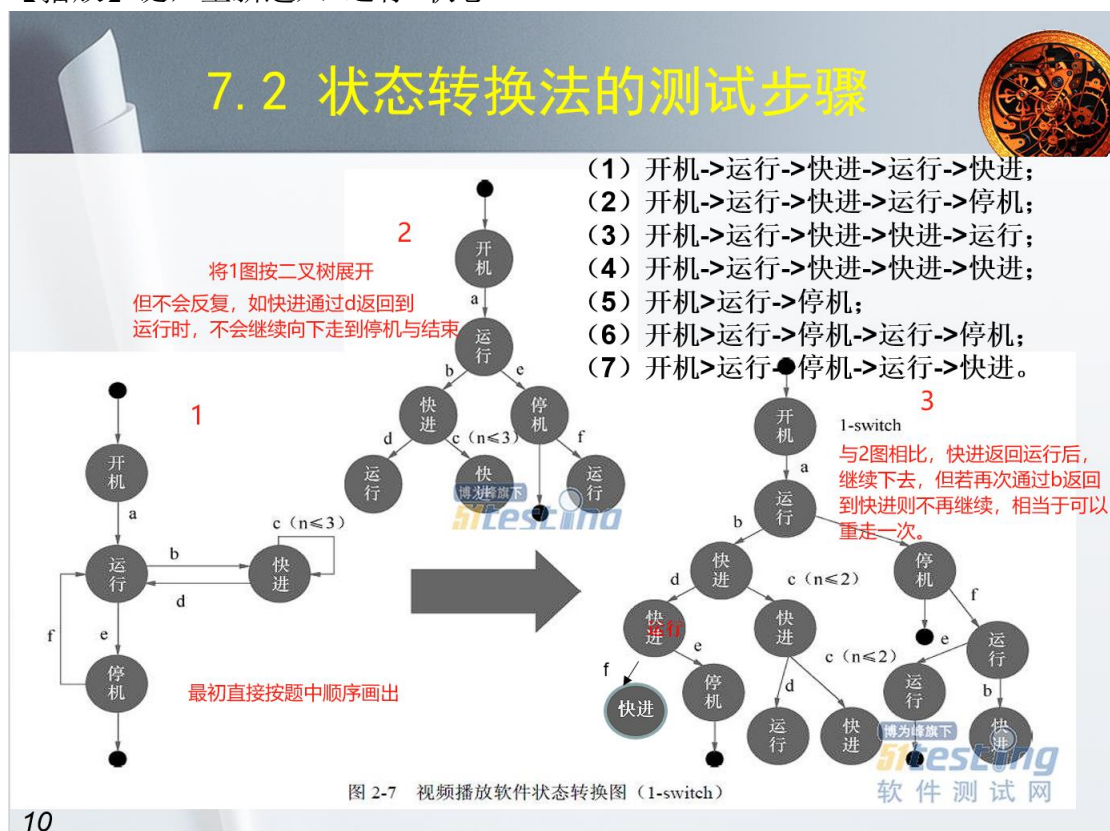 7.2 状态转换法的测试步骤
（1）开机->运行->快进->运行->快进；
（2）开机->运行->快进->运行->停机；
（3）开机->运行->快进->快进->运行；
（4）开机->运行->快进->快进->快进；
（5）开机>运行->停机；
（6）开机>运行->停机->运行->停机；
（7）开机>运行->停机->运行->快进。
2
将1图按二叉树展开
但不会反复，如快进通过d返回到
运行时，不会继续向下走到停机与结束
开机
a
运行
b
e
快进
停机
d
c（n≤3）
f
运行
快进
运行
博为峰旗下
51testing
1
开机
a
c（n≤3）
运行
b
快进
d
f
e
停机
最初直接按题中顺序画出
3
1-switch
与2图相比，快进返回运行后，
继续下去，但若再次通过b返回
到快进则不再继续，相当于可以
重走一次。
开机
a
运行
b
快进
停机
d
c（n≤2）
f
快进
运行
快进
运行
e
c（n≤2）
e
f
d
b
快进
停机
运行
快进
运行
快进
博为峰旗下
51testing
软件测试网
图 2-7 视频播放软件状态转换图（1-switch）
10